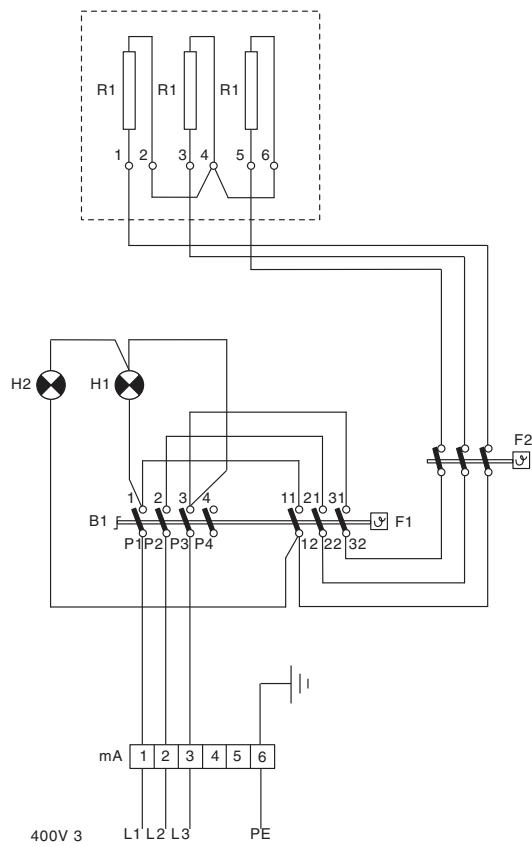 R1 R1 R1
1 2 3 4 5 6
H2 H1
F2
1 2 3 4 11 21 31
B1 F1
P1 P2 P3 P4 12 22 32
mA 1 2 3 4 5 6
400V 3 L1 L2 L3 PE